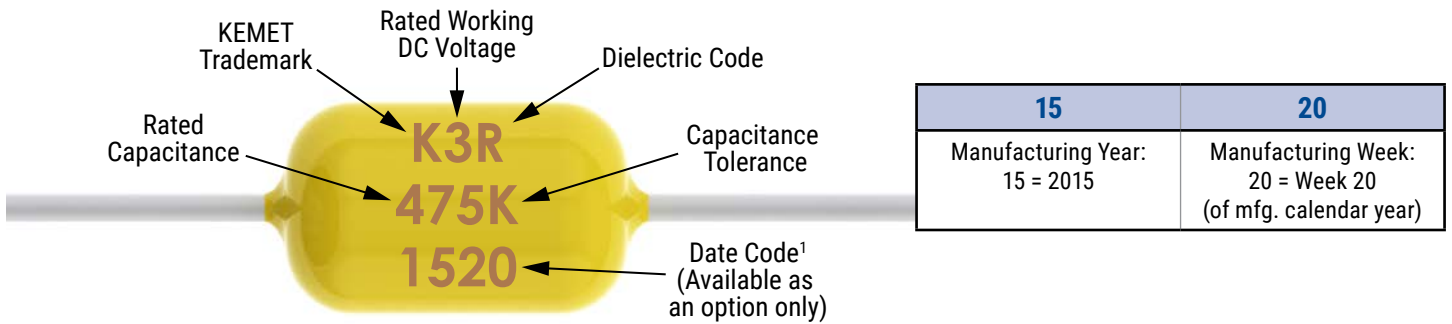 KEMET
Trademark
Rated Working
DC Voltage
Dielectric Code
Rated
Capacitance
Capacitance
Tolerance
K3R
475K
1520
Date Code1
(Available as
an option only)
15 20
Manufacturing Year:
15 = 2015
Manufacturing Week:
20 = Week 20
(of mfg. calendar year)